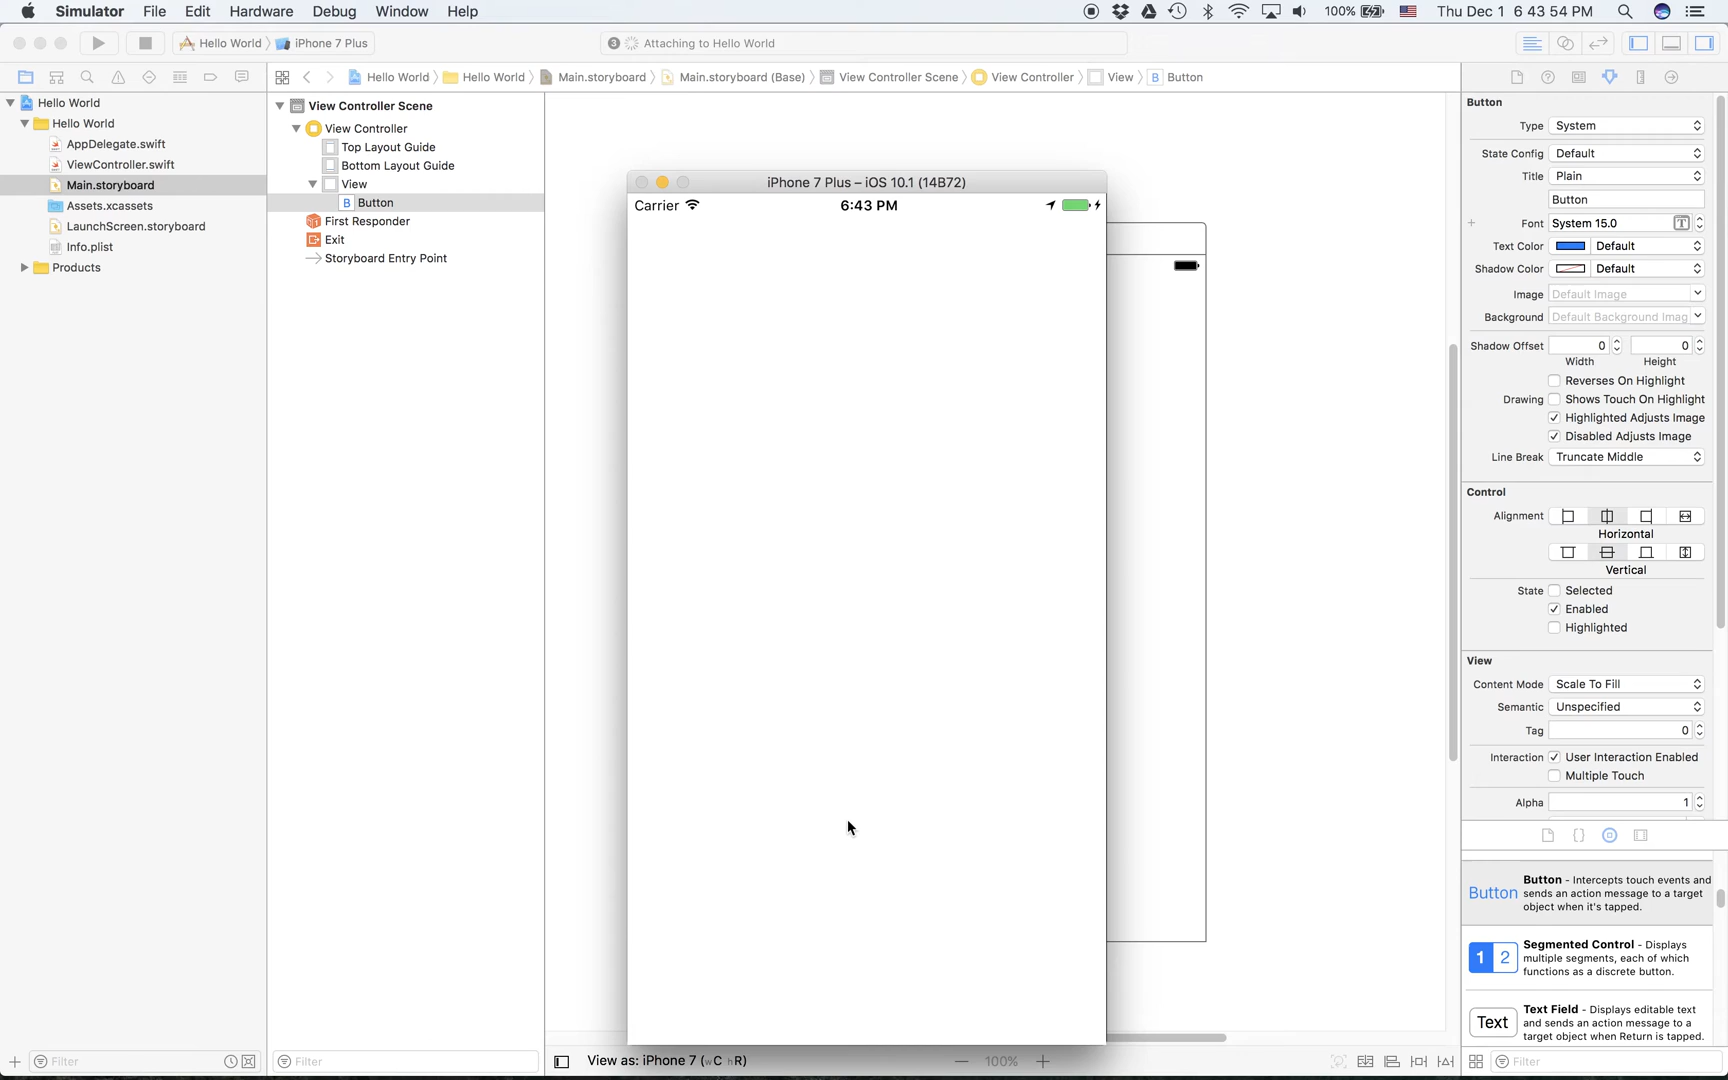 Simulator File Edit Hardware Debug Window Help 100% Thu Dec 1 6:43:54 PM
Hello World iPhone 7 Plus 3 Attaching to Hello World
Hello World Hello World Main.storyboard Main.storyboard (Base) View Controller Scene View Controller View B Button
Hello World
Hello World
AppDelegate.swift
ViewController.swift
Main.storyboard
Assets.xcassets
LaunchScreen.storyboard
Info.plist
Products
Filter
View Controller Scene
View Controller
Top Layout Guide
Bottom Layout Guide
View
B Button
First Responder
Exit
Storyboard Entry Point
Filter
iPhone 7 Plus – iOS 10.1 (14B72)
Carrier 6:43 PM
View as: iPhone 7 (wC hR) — 100% +
Button
Type System
State Config Default
Title Plain
Button
+ Font System 15.0 T
Text Color Default
Shadow Color Default
Image Default Image
Background Default Background Imag
Shadow Offset 0 0
Width Height
Reverses On Highlight
Drawing Shows Touch On Highlight
Highlighted Adjusts Image
Disabled Adjusts Image
Line Break Truncate Middle
Control
Alignment
Horizontal
Vertical
State Selected
Enabled
Highlighted
View
Content Mode Scale To Fill
Semantic Unspecified
Tag 0
Interaction User Interaction Enabled
Multiple Touch
Alpha 1
{}
Button Button - Intercepts touch events and
sends an action message to a target
object when it's tapped.
1 2 Segmented Control - Displays
multiple segments, each of which
functions as a discrete button.
Text Text Field - Displays editable text
and sends an action message to a
target object when Return is tapped.
Filter